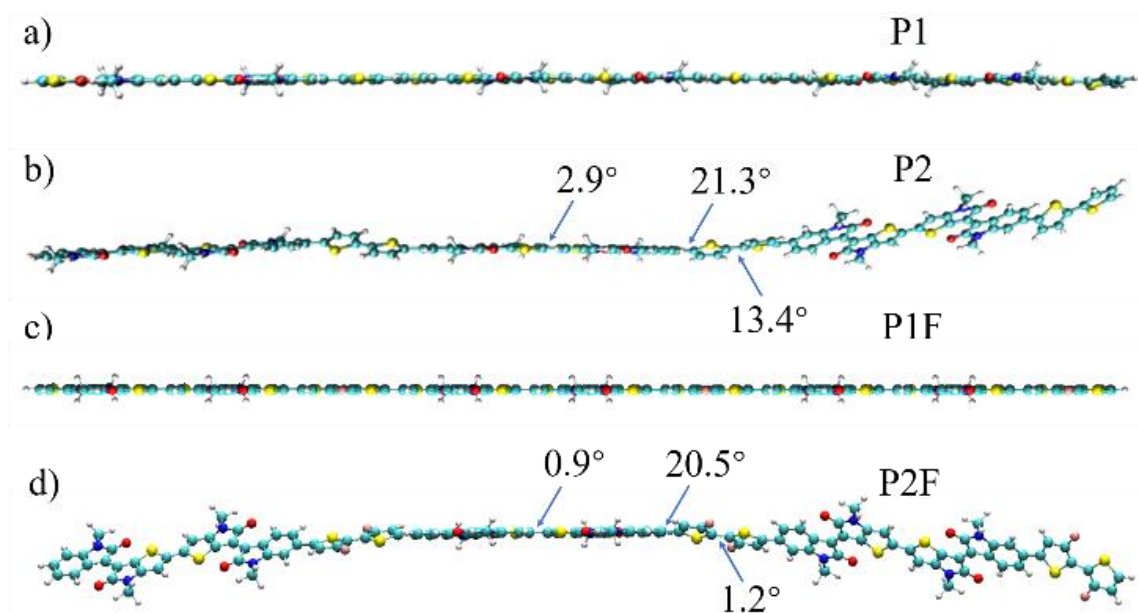 a)
P1
b)
P2
2.9°
21.3°
13.4°
c)
P1F
d)
0.9°
20.5°
P2F
1.2°